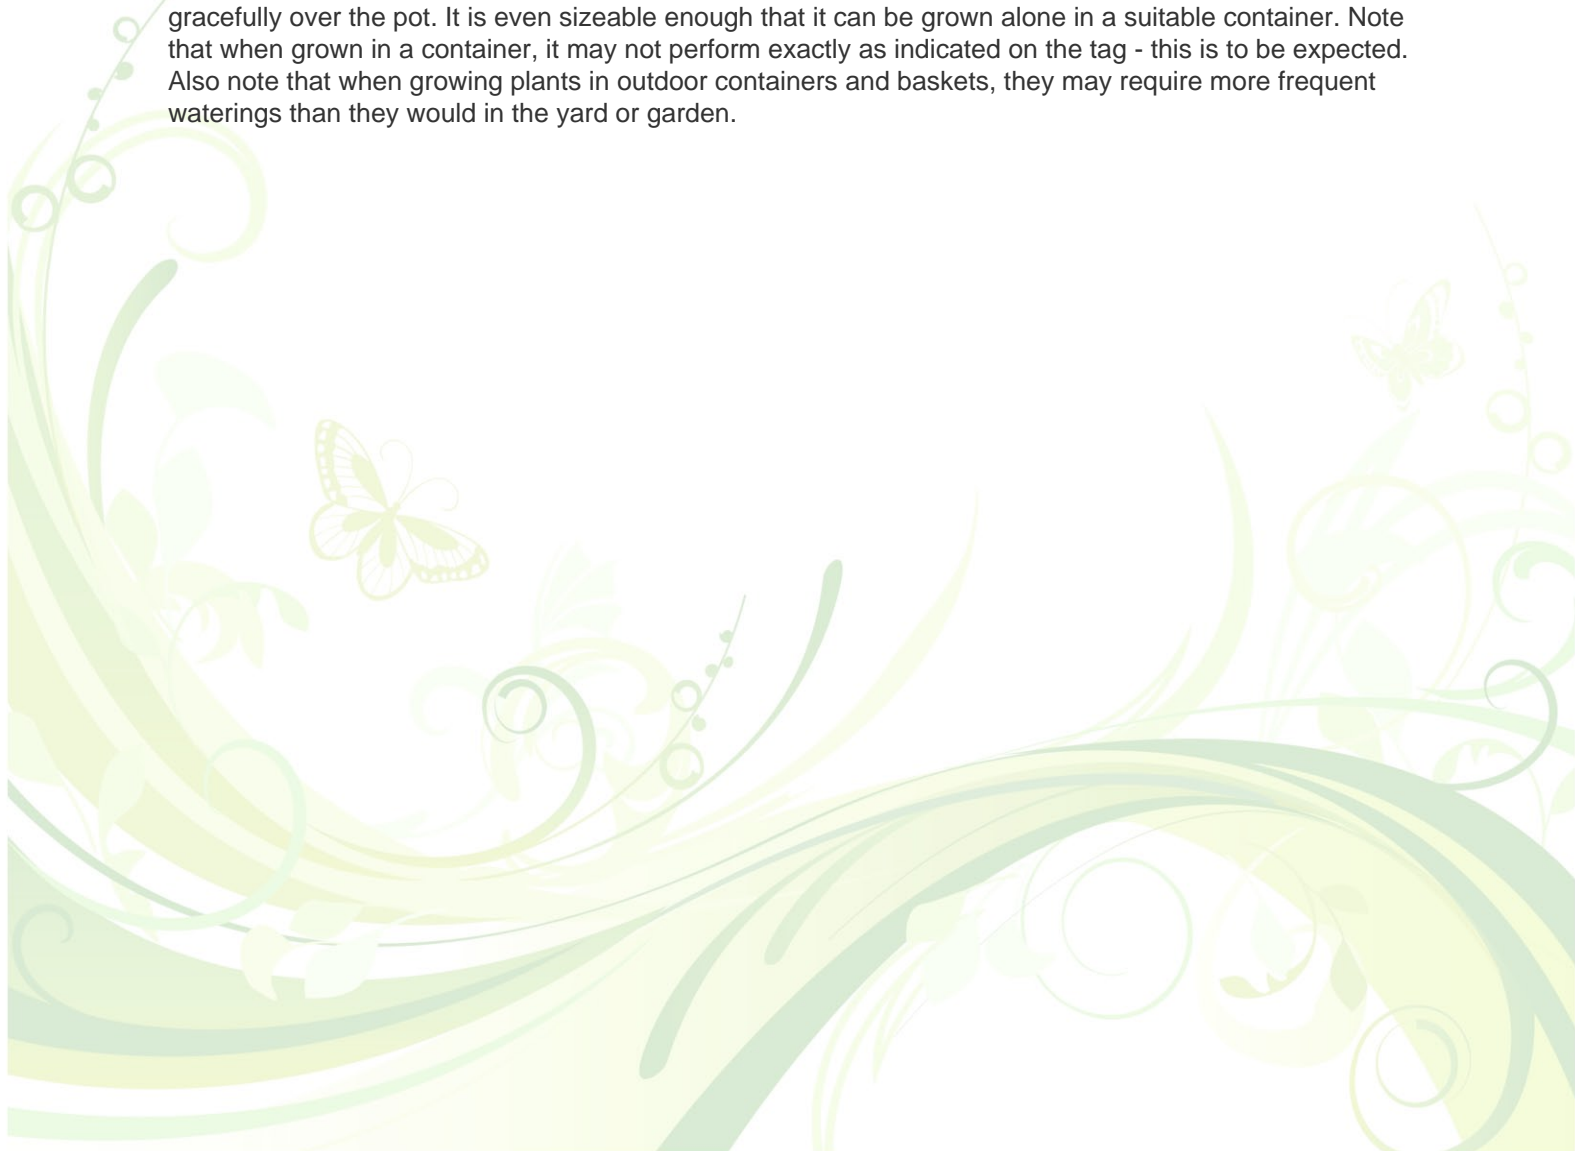 gracefully over the pot. It is even sizeable enough that it can be grown alone in a suitable container. Note
that when grown in a container, it may not perform exactly as indicated on the tag - this is to be expected.
Also note that when growing plants in outdoor containers and baskets, they may require more frequent
waterings than they would in the yard or garden.